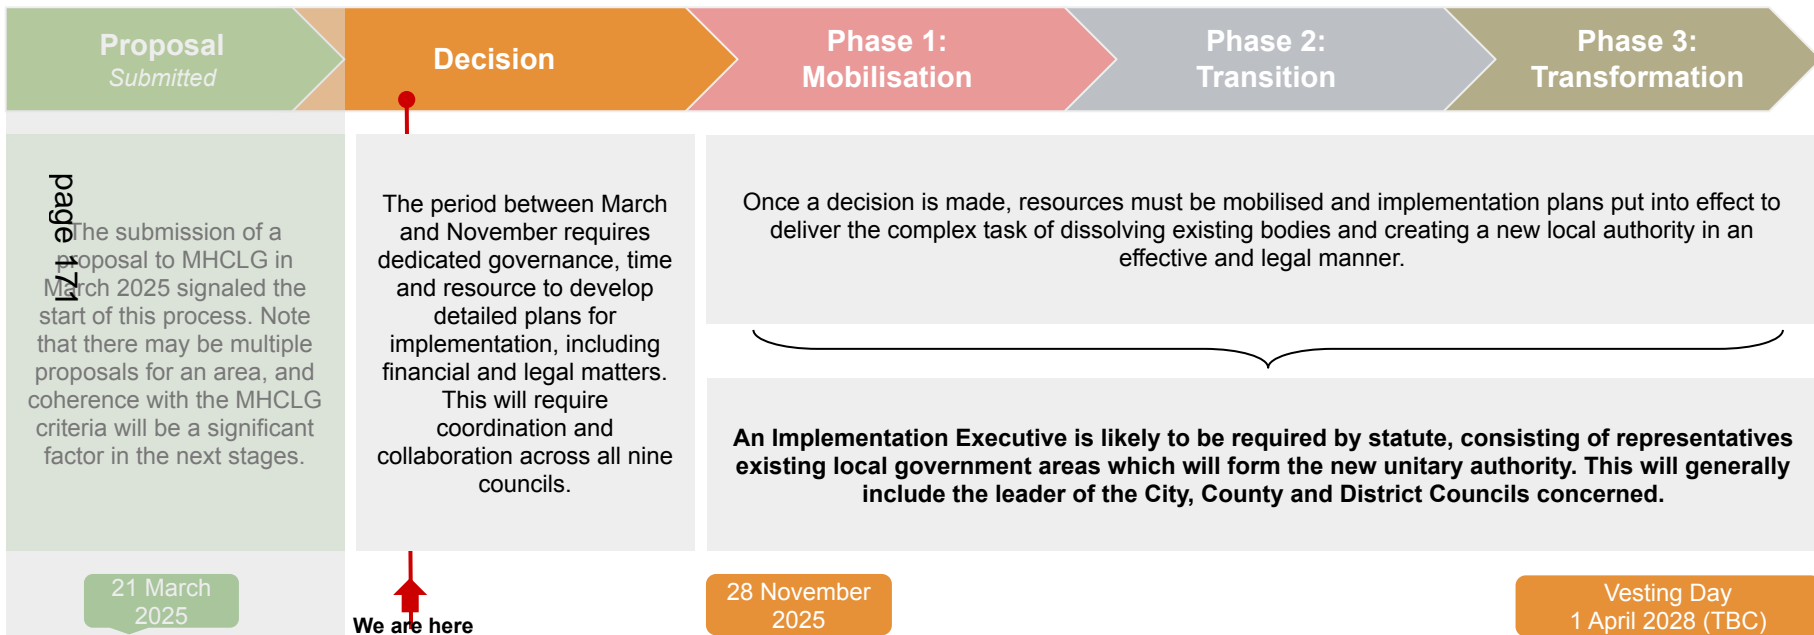 Proposal
Submitted
Decision
Phase 1:
Mobilisation
Phase 2:
Transition
Phase 3:
Transformation
page 171
The submission of a
proposal to MHCLG in
March 2025 signaled the
start of this process. Note
that there may be multiple
proposals for an area, and
coherence with the MHCLG
criteria will be a significant
factor in the next stages.
The period between March
and November requires
dedicated governance, time
and resource to develop
detailed plans for
implementation, including
financial and legal matters.
This will require
coordination and
collaboration across all nine
councils.
Once a decision is made, resources must be mobilised and implementation plans put into effect to
deliver the complex task of dissolving existing bodies and creating a new local authority in an
effective and legal manner.
An Implementation Executive is likely to be required by statute, consisting of representatives
existing local government areas which will form the new unitary authority. This will generally
include the leader of the City, County and District Councils concerned.
21 March
2025
We are here
28 November
2025
Vesting Day
1 April 2028 (TBC)